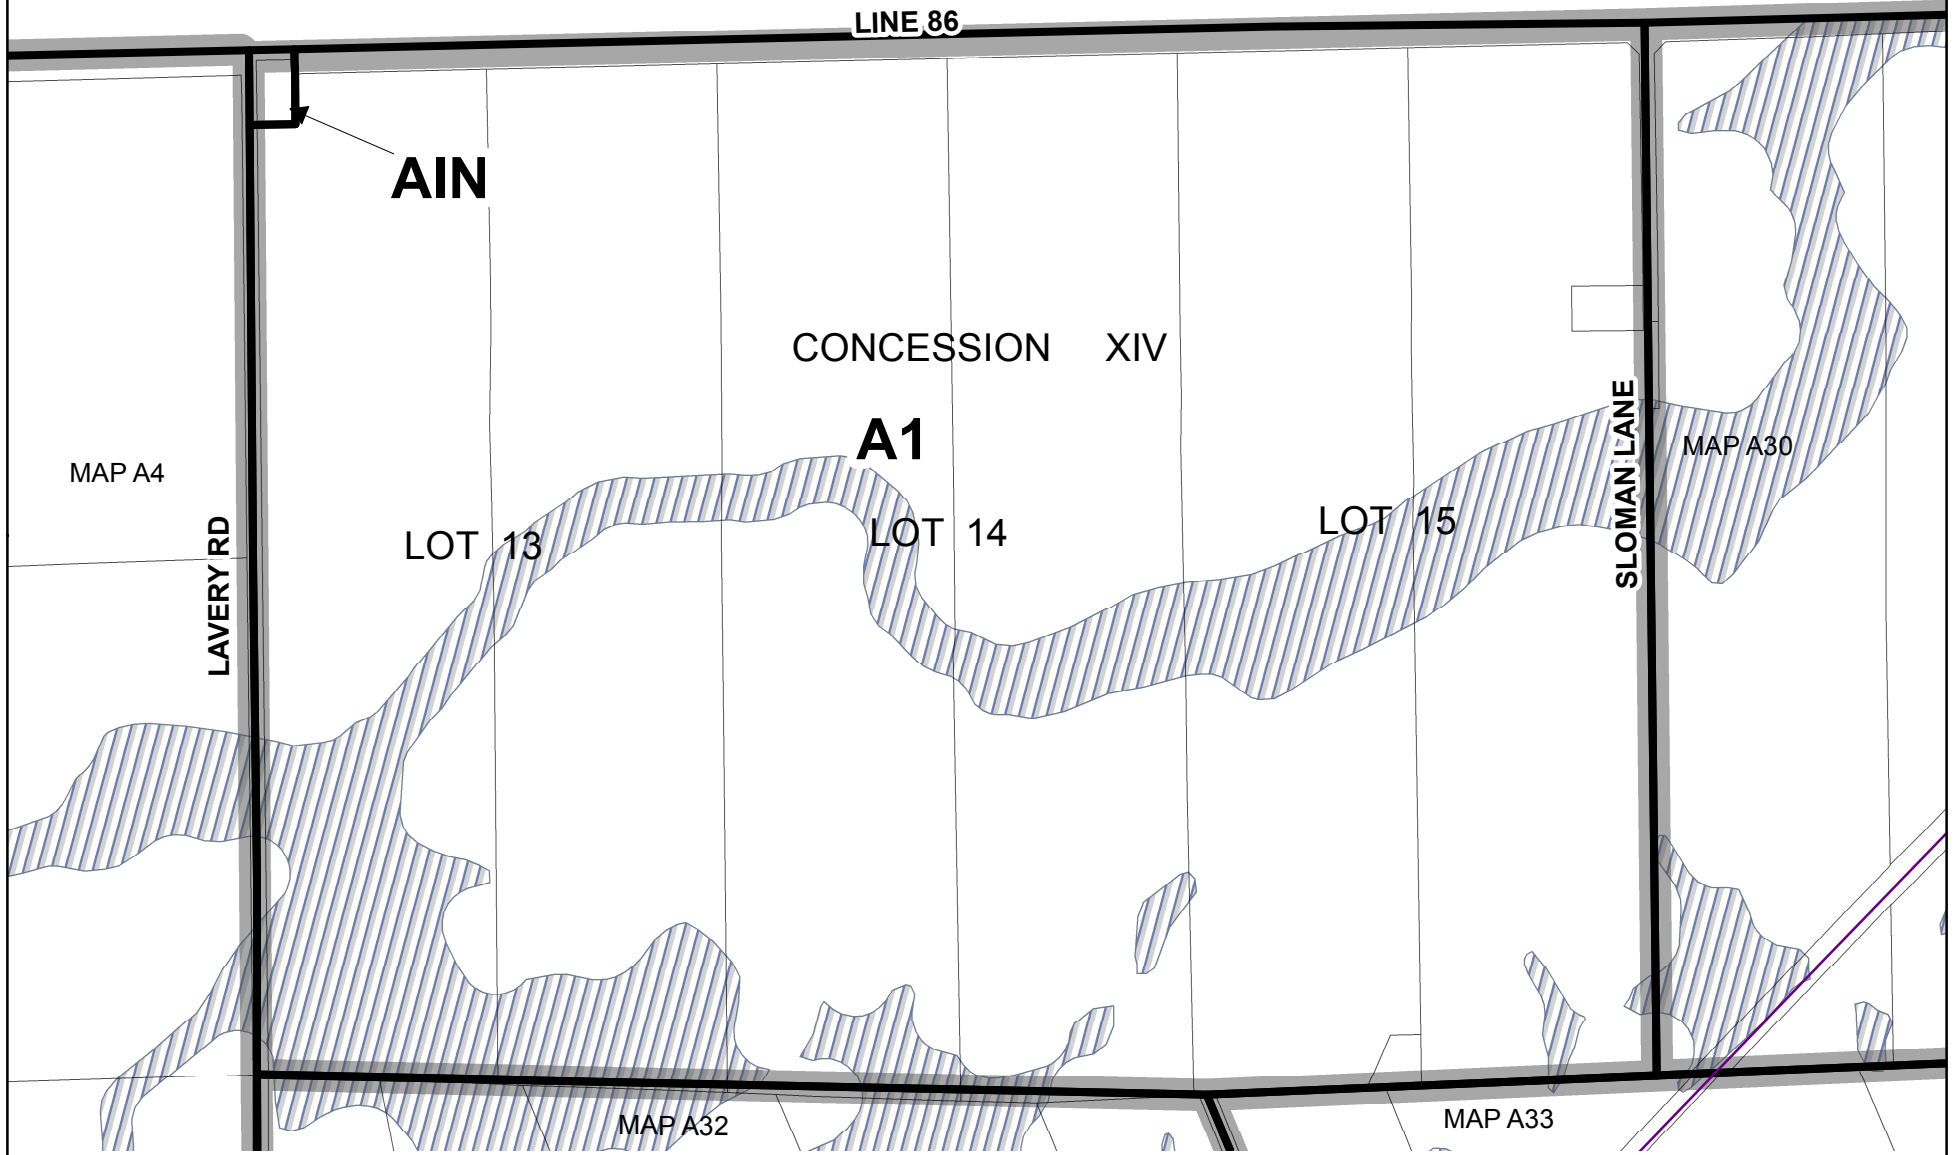 LINE 86
AIN
CONCESSION XIV
A1
MAP A4
MAP A30
LOT 13
LOT 14
LOT 15
LAVERY RD
SLOMAN LANE
MAP A32
MAP A33